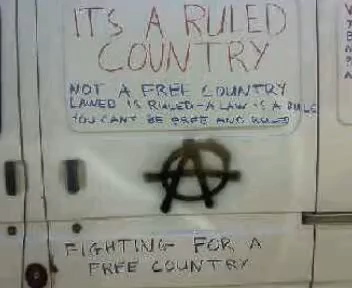 ITS A RULED
COUNTRY
NOT A FREE COUNTRY
LAWED IS RULED-A LAW IS A RULE
YOU CANT BE FREE AND RULED
FIGHTING FOR A
FREE COUNTRY